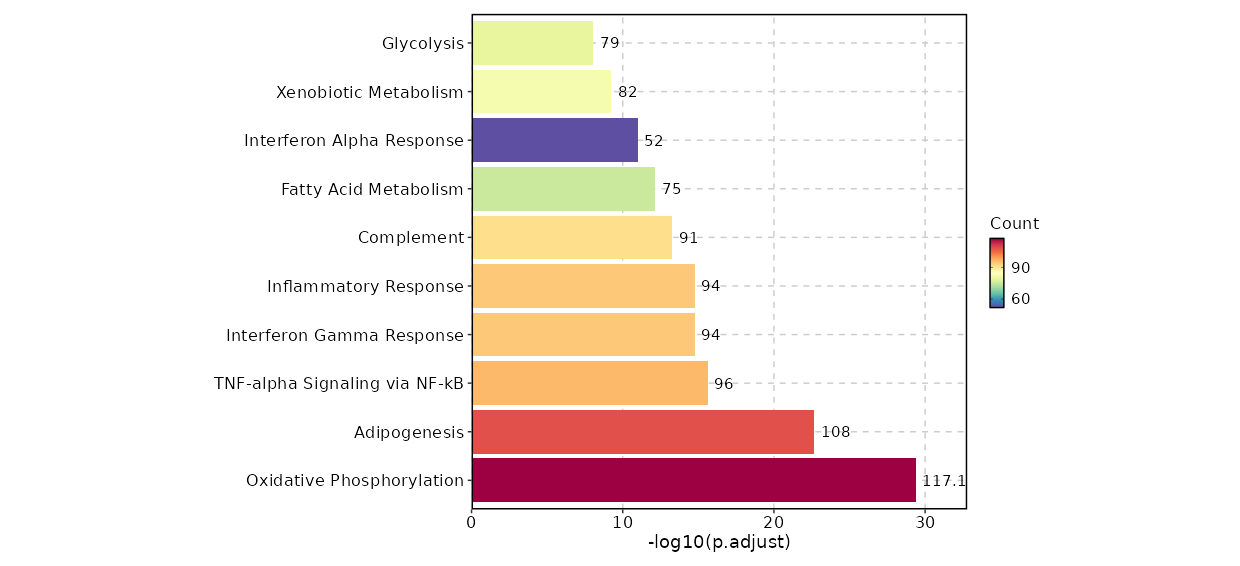 Glycolysis 79
Xenobiotic Metabolism 82
Interferon Alpha Response 52
Fatty Acid Metabolism 75
Complement 91
Inflammatory Response 94
Interferon Gamma Response 94
TNF-alpha Signaling via NF-kB 96
Adipogenesis 108
Oxidative Phosphorylation 117.1
0 10 20 30
-log10(p.adjust)
Count
90
60